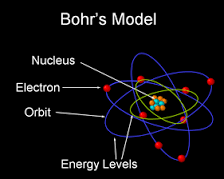 Bohr's Model
Nucleus
Electron
Orbit
Energy Levels